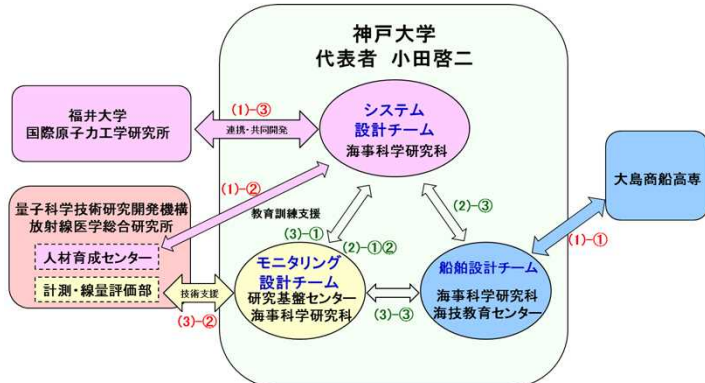 神戸大学
代表者 小田啓二
福井大学
国際原子力工学研究所
(1)-③
連携・共同開発
システム
設計チーム
海事科学研究科
大島商船高専
(1)-②
量子科学技術研究開発機構
放射線医学総合研究所
教育訓練支援
(2)-③
(3)-①
(2)-①②
(1)-①
人材育成センター
計測・線量評価部
技術支援
(3)-②
モニタリング
設計チーム
研究基盤センター
海事科学研究科
(3)-③
船舶設計チーム
海事科学研究科
海技教育センター